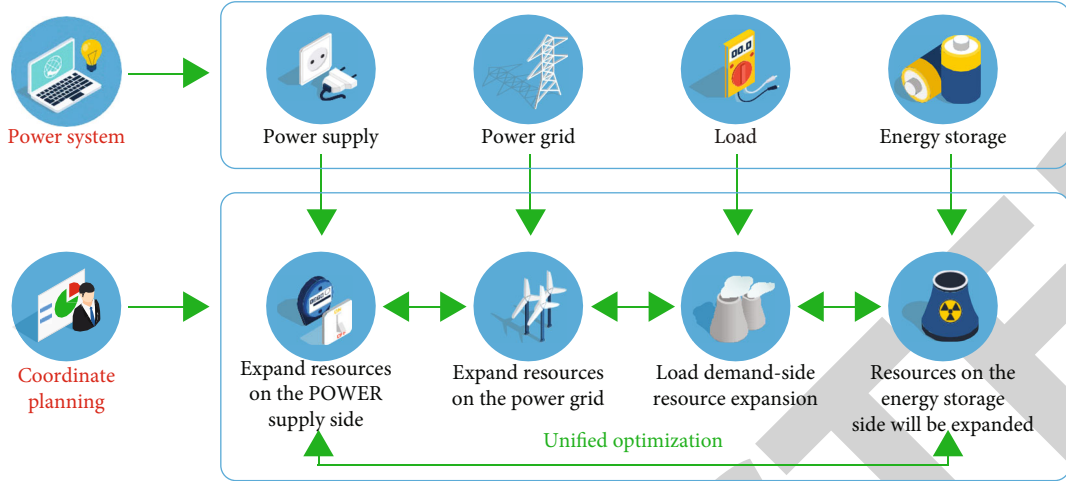 Power system
Power supply
Power grid
00.0
Load
Energy storage
Coordinate
planning
Expand resources
on the POWER
supply side
Expand resources
on the power grid
Load demand-side
resource expansion
Resources on the
energy storage
side will be expanded
Unified optimization